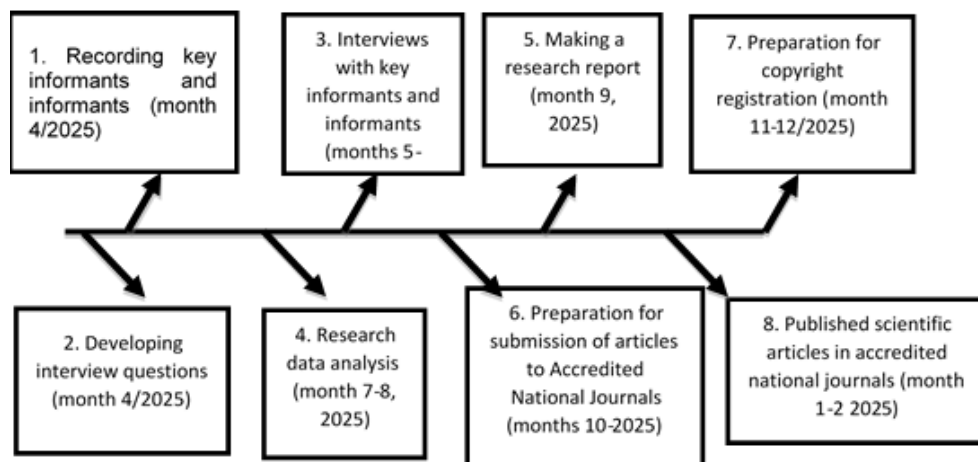 1. Recording key
informants and
informants (month
4/2025)
3. Interviews
with key
informants and
informants
(months 5-
5. Making a
research report
(month 9,
2025)
7. Preparation for
copyright
registration (month
11-12/2025)
2. Developing
interview questions
(month 4/2025)
4. Research
data analysis
(month 7-8,
2025)
6. Preparation for
submission of articles
to Accredited
National Journals
(months 10-2025)
8. Published scientific
articles in accredited
national journals (month
1-2 2025)